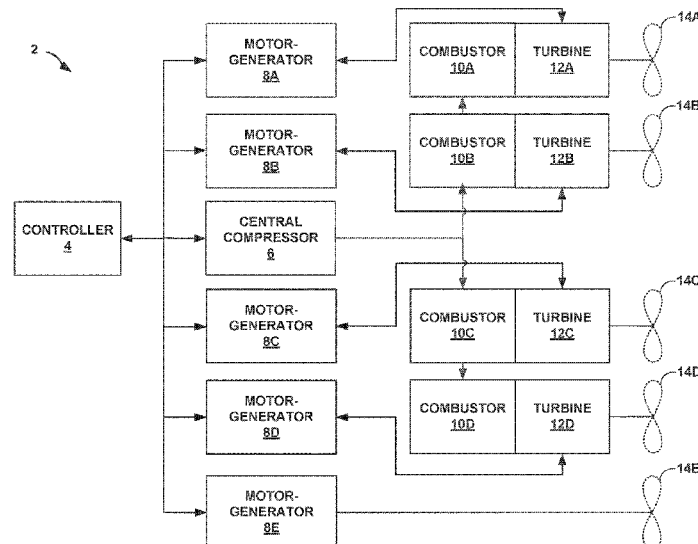 2
MOTOR-
GENERATOR
8A
COMBUSTOR
10A
TURBINE
12A
14A
MOTOR-
GENERATOR
8B
COMBUSTOR
10B
TURBINE
12B
14B
CONTROLLER
4
CENTRAL
COMPRESSOR
6
MOTOR-
GENERATOR
8C
COMBUSTOR
10C
TURBINE
12C
14C
MOTOR-
GENERATOR
8D
COMBUSTOR
10D
TURBINE
12D
14D
MOTOR-
GENERATOR
8E
14E